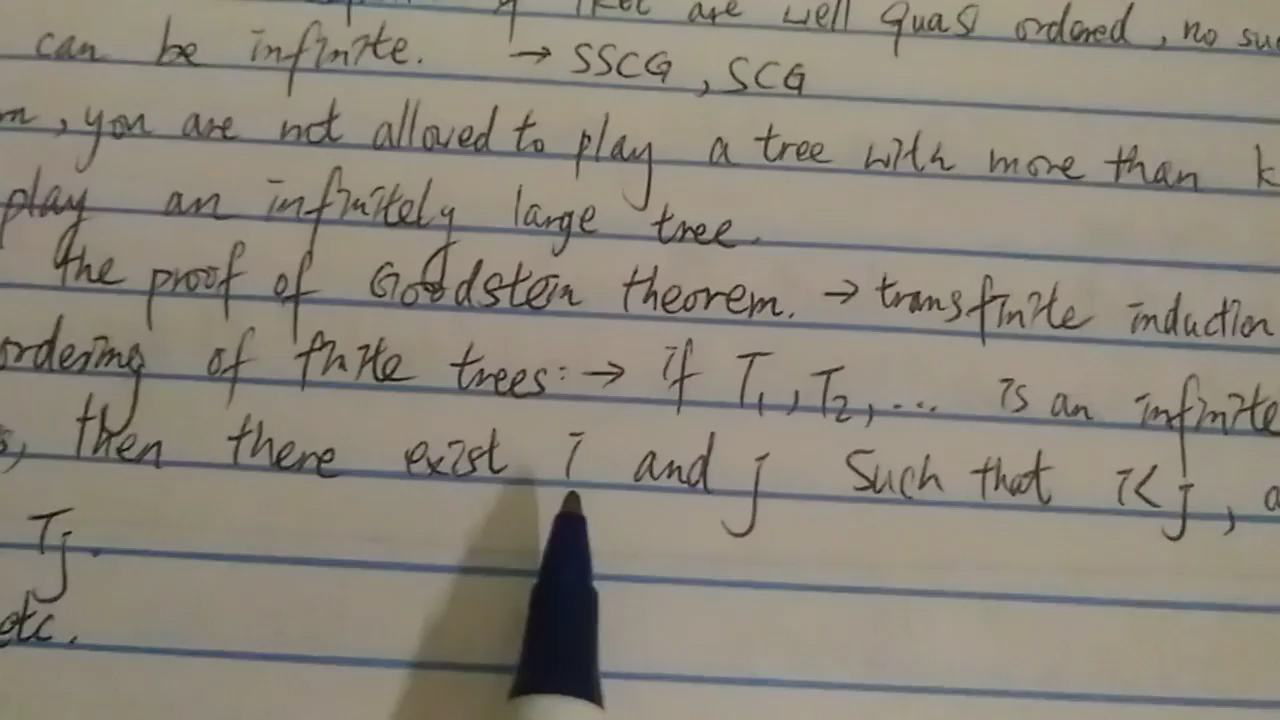 are well quasi ordered, no
can be infinite. → SSCG, SCG
you are not allowed to play a tree with more than k
play an infinitely large tree.
the proof of Goodstein theorem. → transfinite induction
ordering of finite trees: → if T₁, T₂, ... is an infinite
then there exist i and j such that i<j,
Tj.
etc.